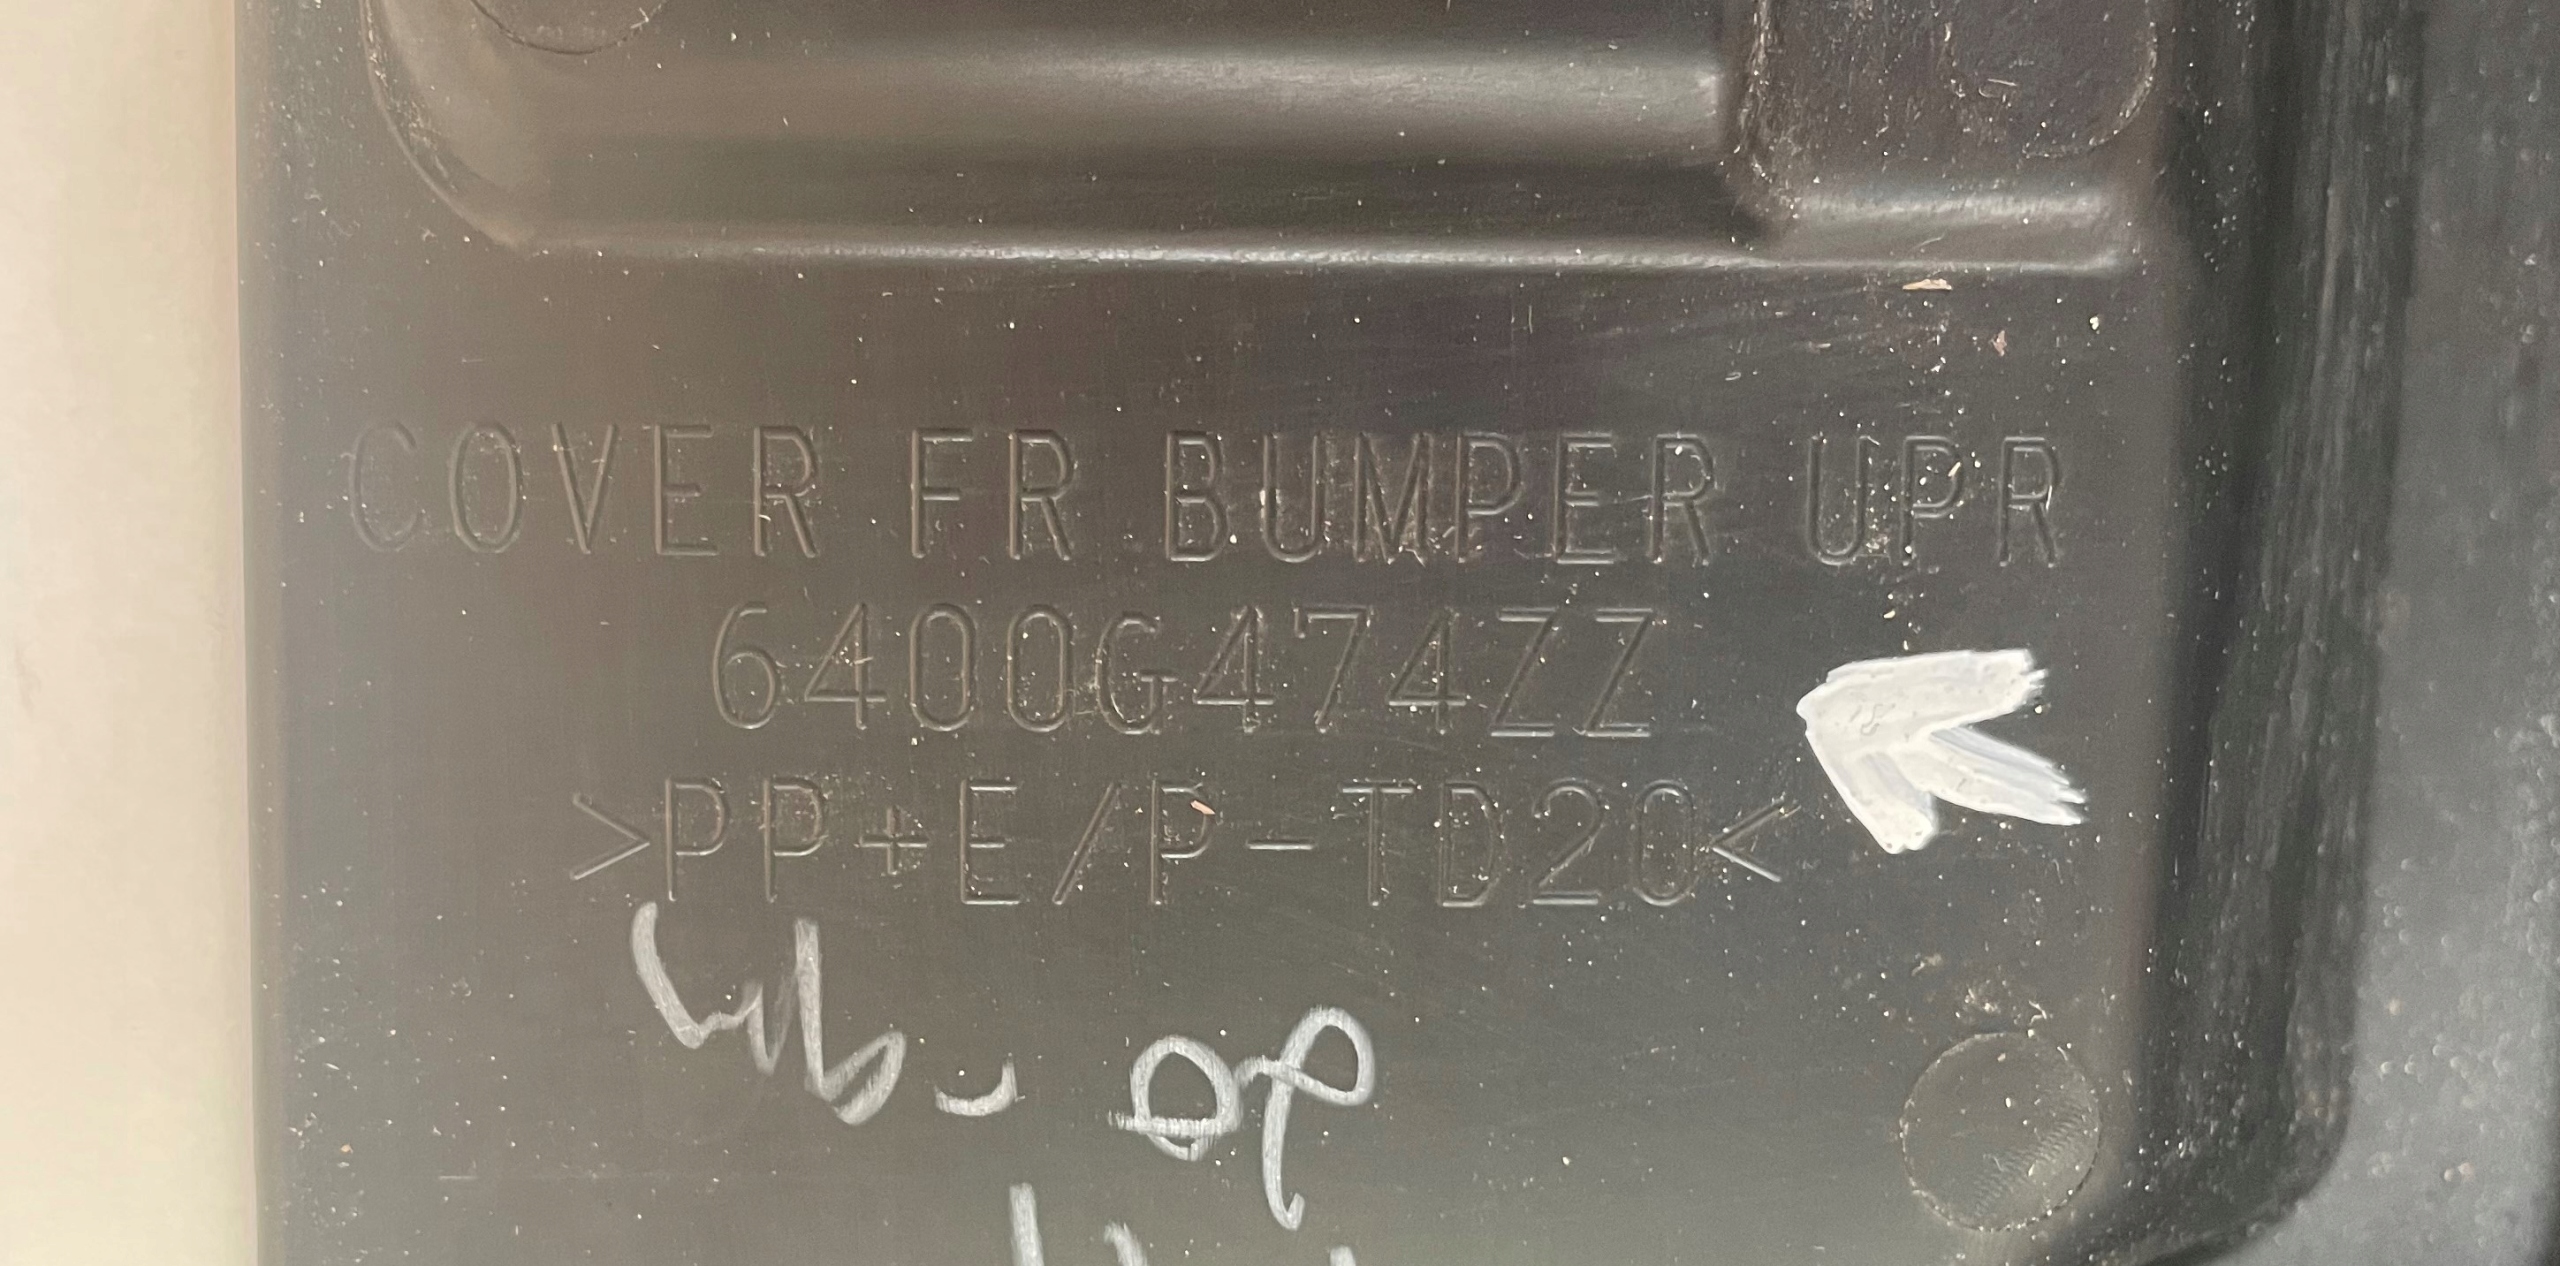 COVER FR BUMPER UPR
6400G474ZZ
>PP+E/P-TD20<